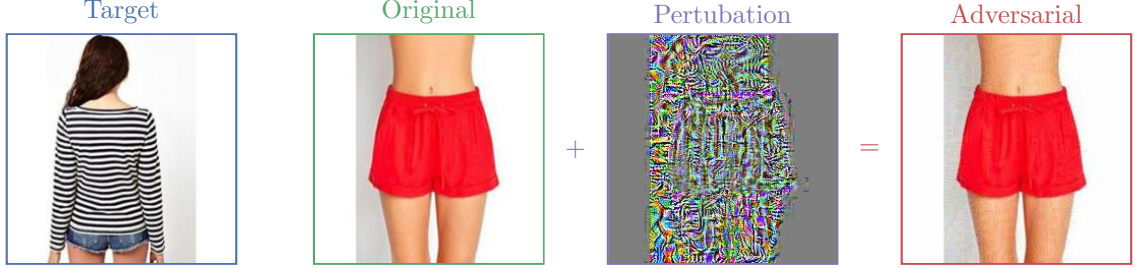 Target
Original
Pertubation
Adversarial
+
=